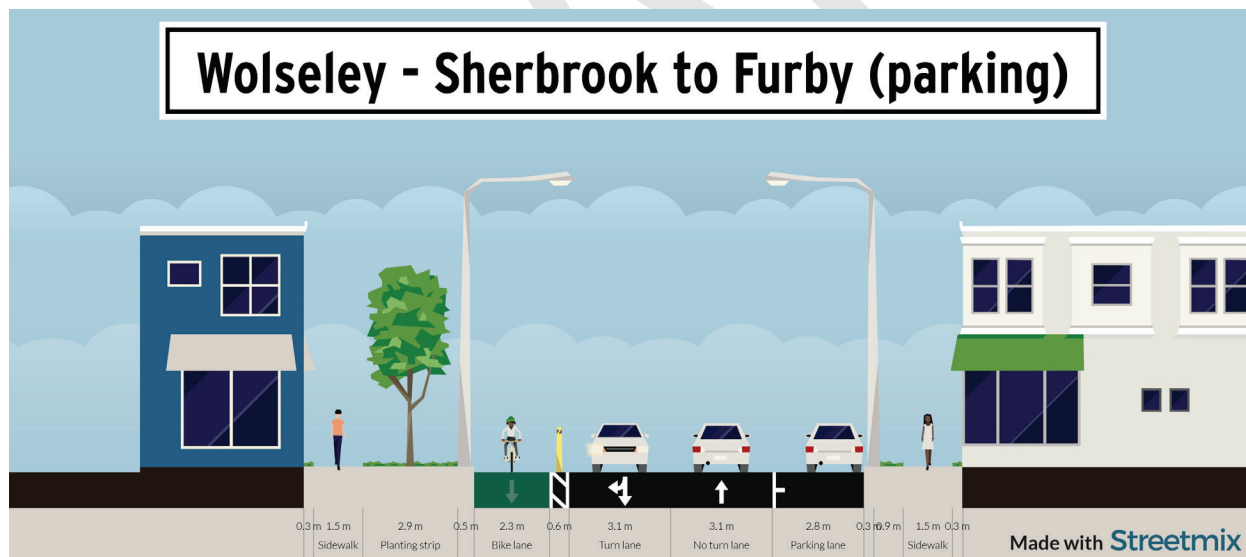 Wolseley - Sherbrook to Furby (parking)
0.3 m 1.5 m 2.9 m 0.5 m 2.3 m 0.6 m 3.1 m 3.1 m 2.8 m 0.3 m 0.9 m 1.5 m 0.3 m
Sidewalk Planting strip Bike lane Turn lane No turn lane Parking lane Sidewalk
Made with Streetmix